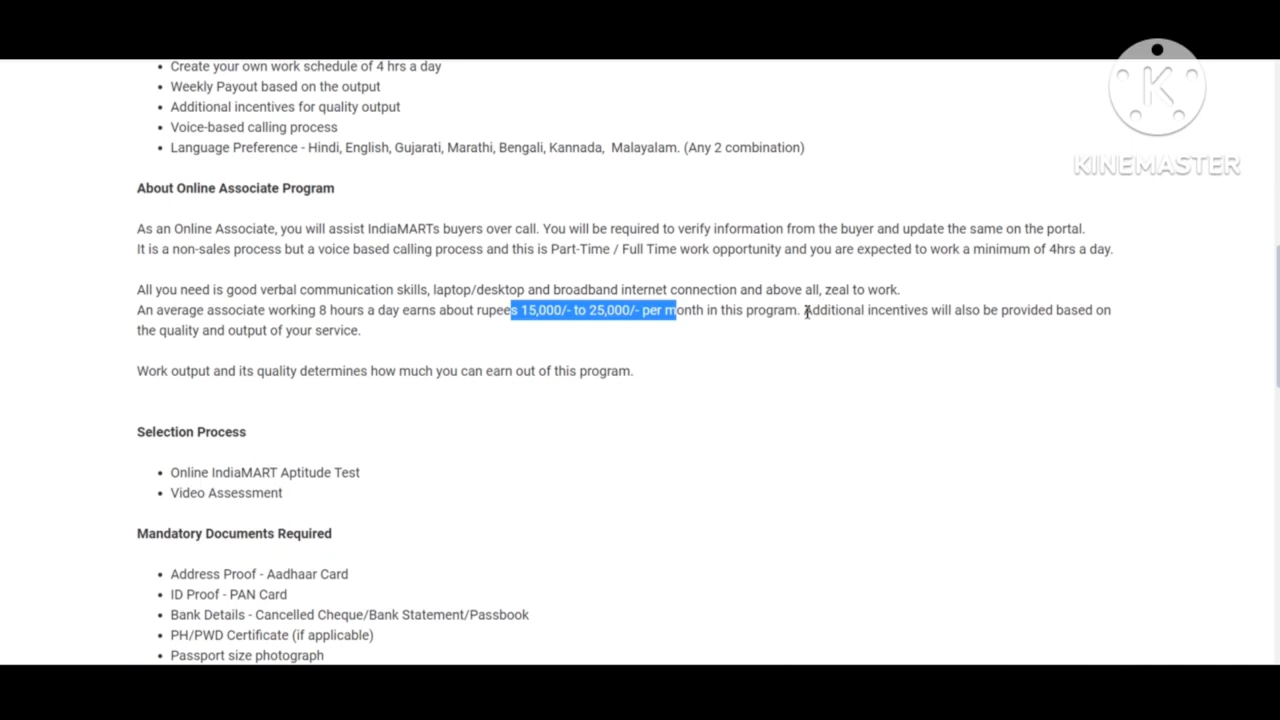 Create your own work schedule of 4 hrs a day
Weekly Payout based on the output
Additional incentives for quality output
Voice-based calling process
Language Preference - Hindi, English, Gujarati, Marathi, Bengali, Kannada, Malayalam. (Any 2 combination)
About Online Associate Program
As an Online Associate, you will assist IndiaMARTs buyers over call. You will be required to verify information from the buyer and update the same on the portal.
It is a non-sales process but a voice based calling process and this is Part-Time / Full Time work opportunity and you are expected to work a minimum of 4hrs a day.
All you need is good verbal communication skills, laptop/desktop and broadband internet connection and above all, zeal to work.
An average associate working 8 hours a day earns about rupees 15,000/- to 25,000/- per month in this program. Additional incentives will also be provided based on
the quality and output of your service.
Work output and its quality determines how much you can earn out of this program.
Selection Process
Online IndiaMART Aptitude Test
Video Assessment
Mandatory Documents Required
Address Proof - Aadhaar Card
ID Proof - PAN Card
Bank Details - Cancelled Cheque/Bank Statement/Passbook
PH/PWD Certificate (if applicable)
Passport size photograph
K
KINEMASTER